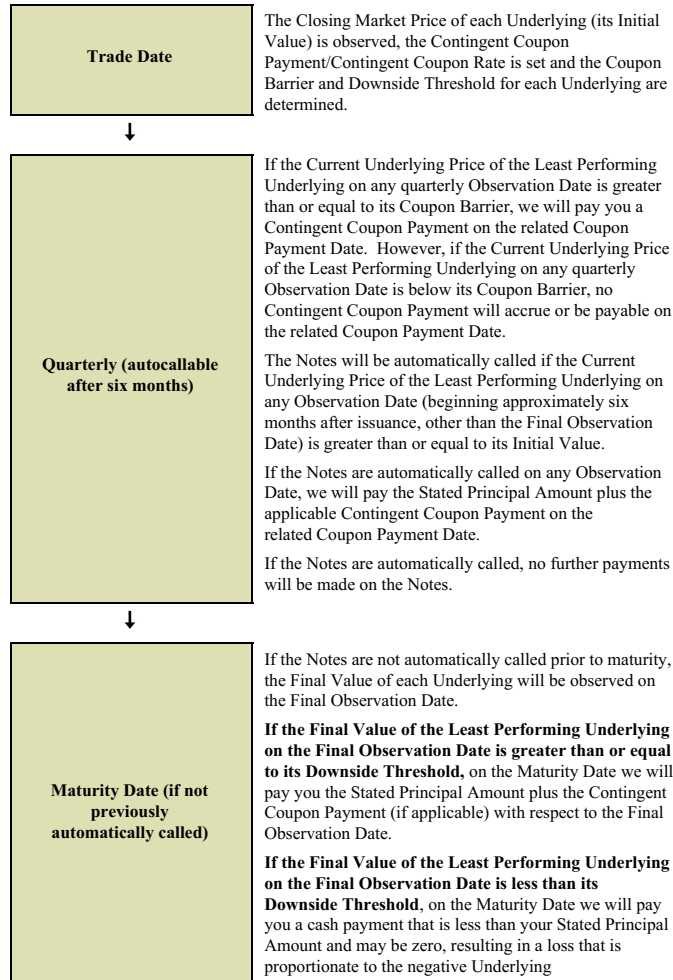 Trade Date
The Closing Market Price of each Underlying (its Initial
Value) is observed, the Contingent Coupon
Payment/Contingent Coupon Rate is set and the Coupon
Barrier and Downside Threshold for each Underlying are
determined.
Quarterly (autocallable
after six months)
If the Current Underlying Price of the Least Performing
Underlying on any quarterly Observation Date is greater
than or equal to its Coupon Barrier, we will pay you a
Contingent Coupon Payment on the related Coupon
Payment Date. However, if the Current Underlying Price
of the Least Performing Underlying on any quarterly
Observation Date is below its Coupon Barrier, no
Contingent Coupon Payment will accrue or be payable on
the related Coupon Payment Date.
The Notes will be automatically called if the Current
Underlying Price of the Least Performing Underlying on
any Observation Date (beginning approximately six
months after issuance, other than the Final Observation
Date) is greater than or equal to its Initial Value.
If the Notes are automatically called on any Observation
Date, we will pay the Stated Principal Amount plus the
applicable Contingent Coupon Payment on the
related Coupon Payment Date.
If the Notes are automatically called, no further payments
will be made on the Notes.
Maturity Date (if not
previously
automatically called)
If the Notes are not automatically called prior to maturity,
the Final Value of each Underlying will be observed on
the Final Observation Date.
If the Final Value of the Least Performing Underlying
on the Final Observation Date is greater than or equal
to its Downside Threshold, on the Maturity Date we will
pay you the Stated Principal Amount plus the Contingent
Coupon Payment (if applicable) with respect to the Final
Observation Date.
If the Final Value of the Least Performing Underlying
on the Final Observation Date is less than its
Downside Threshold, on the Maturity Date we will pay
you a cash payment that is less than your Stated Principal
Amount and may be zero, resulting in a loss that is
proportionate to the negative Underlying